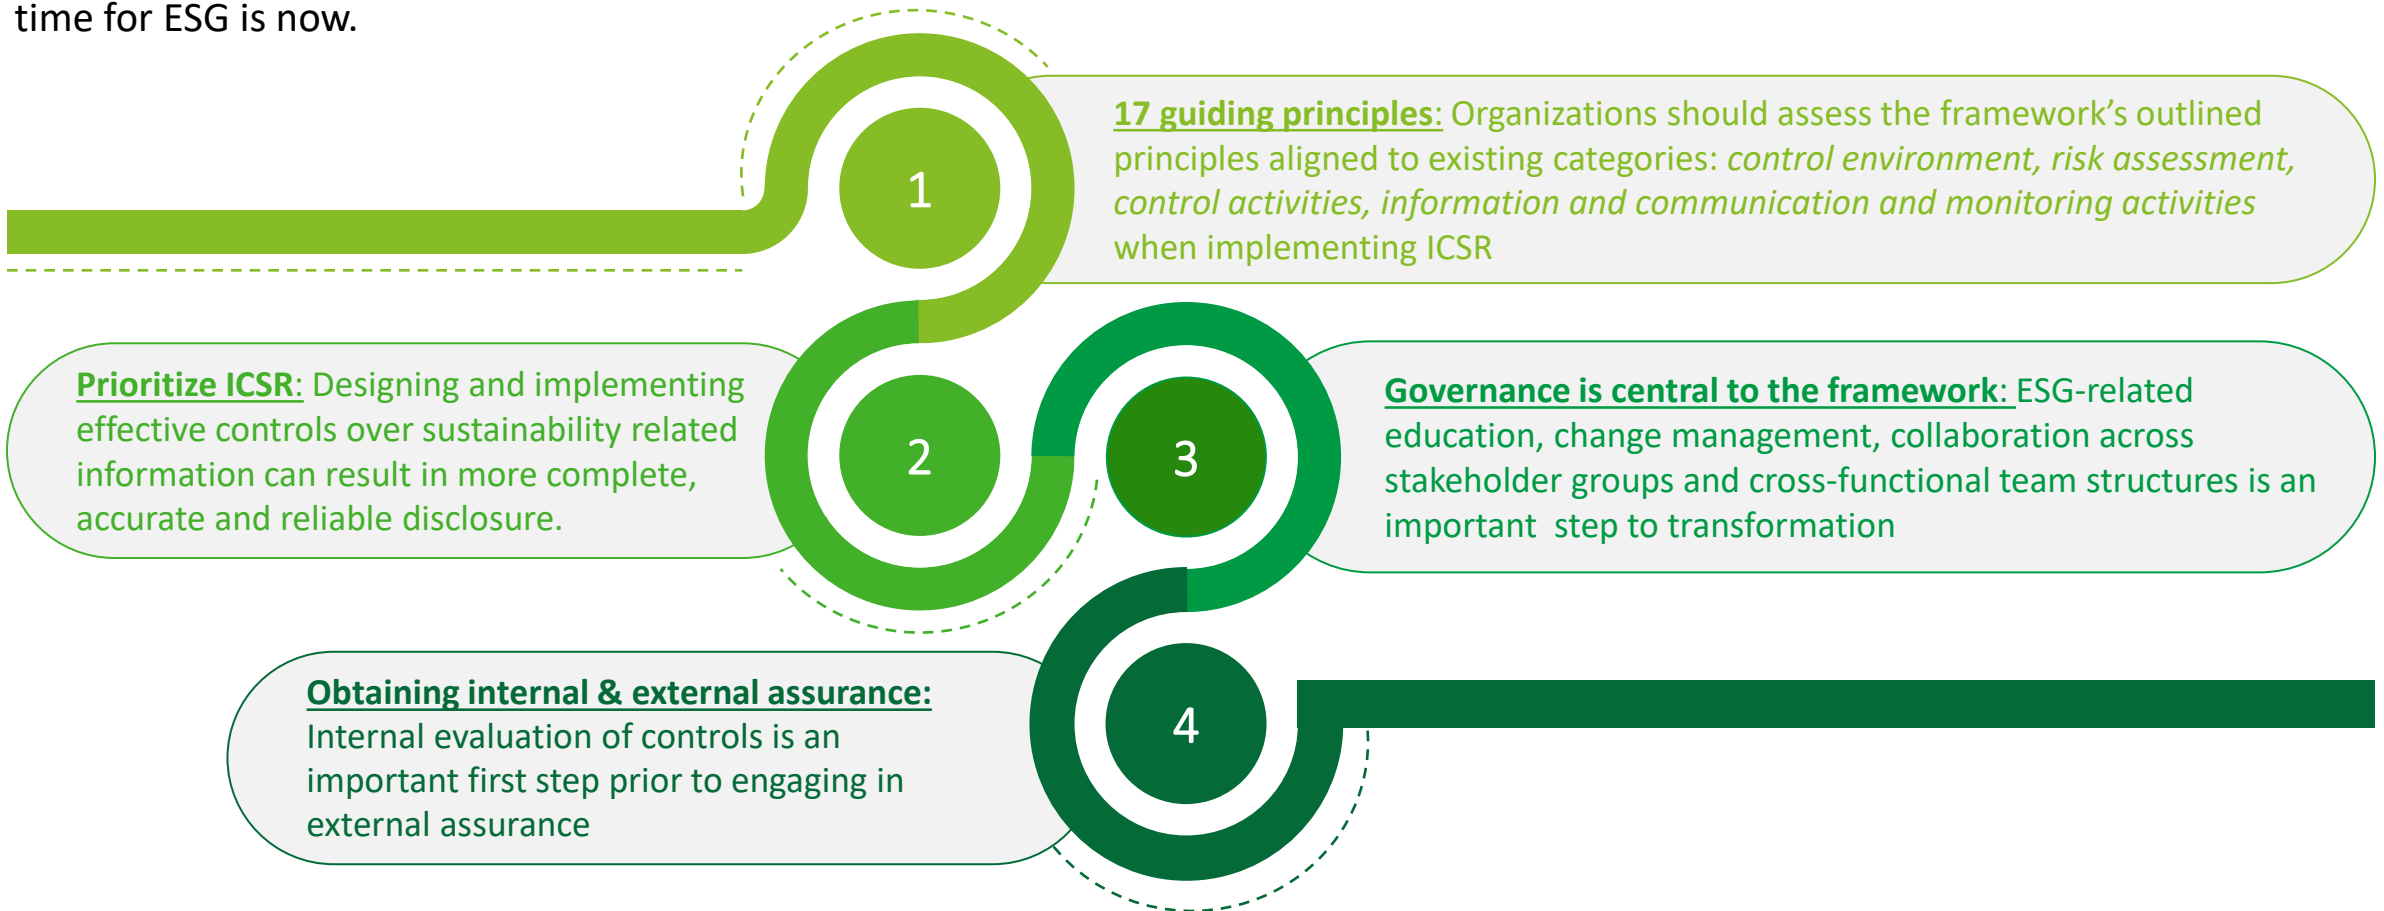 time for ESG is now.
1
17 guiding principles: Organizations should assess the framework’s outlined
principles aligned to existing categories: control environment, risk assessment,
control activities, information and communication and monitoring activities
when implementing ICSR
Prioritize ICSR: Designing and implementing
effective controls over sustainability related
information can result in more complete,
accurate and reliable disclosure.
2
3
Governance is central to the framework: ESG-related
education, change management, collaboration across
stakeholder groups and cross-functional team structures is an
important  step to transformation
Obtaining internal & external assurance:
Internal evaluation of controls is an
important first step prior to engaging in
external assurance
4